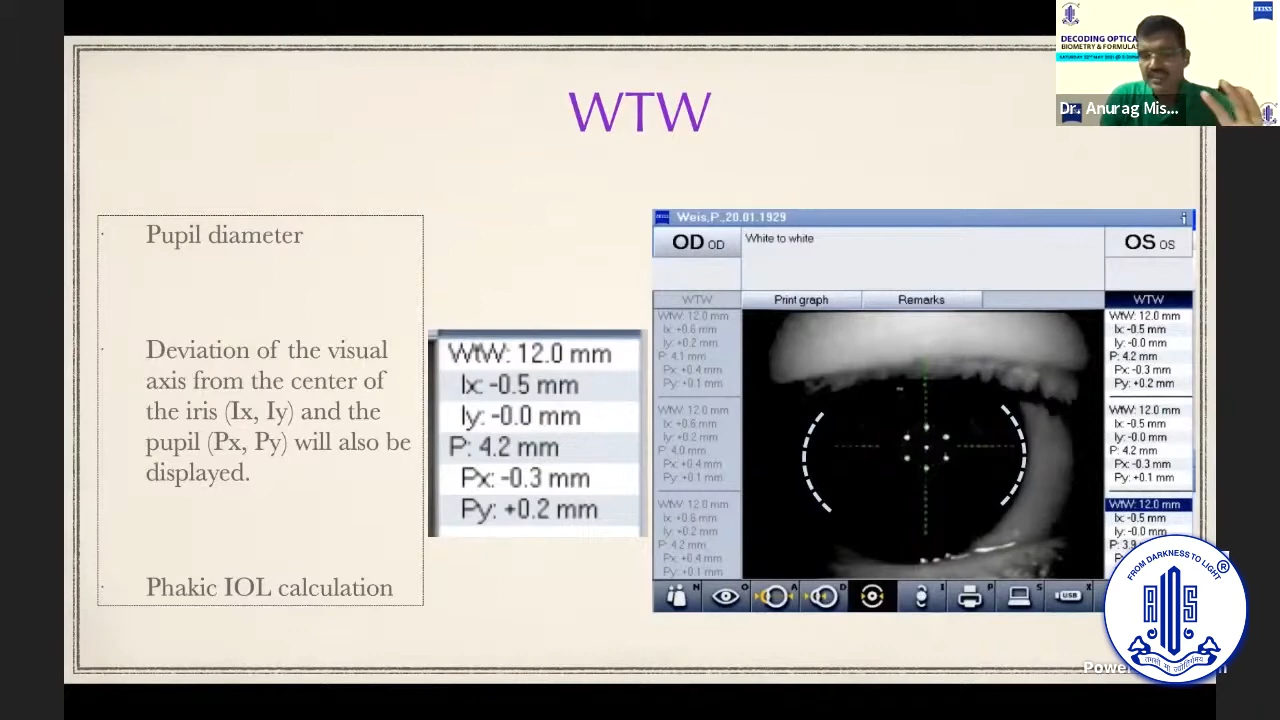 WTW
· Pupil diameter
· Deviation of the visual
axis from the center of
the iris (Ix, Iy) and the
pupil (Px, Py) will also be
displayed.
· Phakic IOL calculation
WtW: 12.0 mm
Ix: -0.5 mm
Iy: -0.0 mm
P: 4.2 mm
Px: -0.3 mm
Py: +0.2 mm
ZEISS Weis,P.,20.01.1929 i
OD OD
White to white
OS OS
WTW
Print graph
Remarks
WTW
WtW: 12.0 mm
Ix: +0.6 mm
Iy: +0.2 mm
P: 4.1 mm
Px: +0.4 mm
Py: +0.1 mm
WtW: 12.0 mm
Ix: +0.6 mm
Iy: +0.2 mm
P: 4.0 mm
Px: +0.4 mm
Py: +0.1 mm
WtW: 12.0 mm
Ix: +0.6 mm
Iy: +0.2 mm
P: 4.2 mm
Px: +0.4 mm
Py: +0.1 mm
WtW: 12.0 mm
Ix: -0.5 mm
Iy: -0.0 mm
P: 4.2 mm
Px: -0.3 mm
Py: +0.2 mm
WtW: 12.0 mm
Ix: -0.5 mm
Iy: -0.0 mm
P: 4.2 mm
Px: -0.3 mm
Py: +0.1 mm
WtW: 12.0 mm
Ix: -0.5 mm
Iy: -0.0 mm
P: 3.9
N O A D I P S USB
ZEISS
DECODING OPTICA
BIOMETRY & FORMULAS
Dr. Anurag Mis...
FROM DARKNESS TO LIGHT
®
Powe